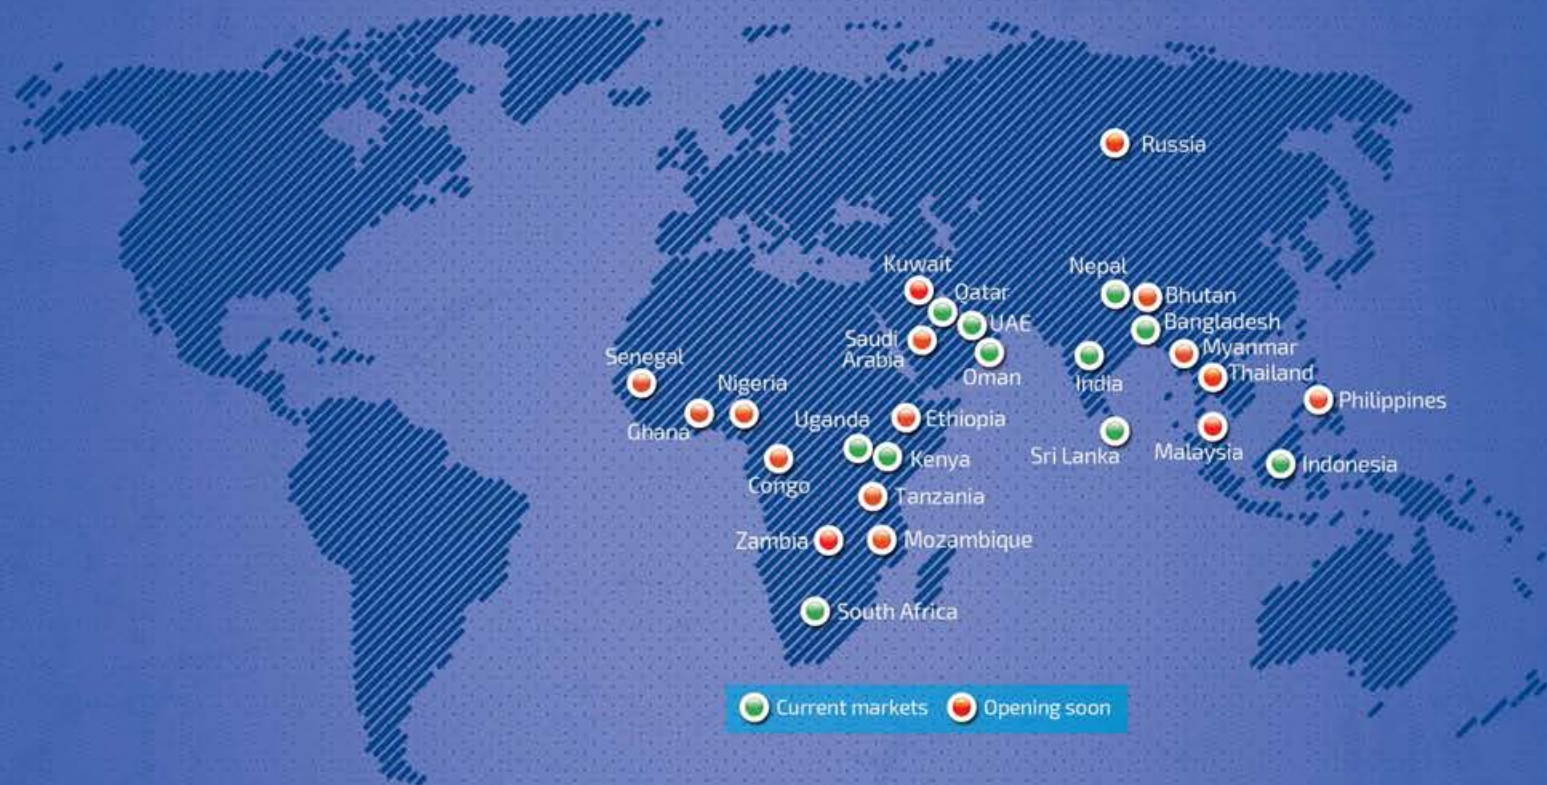 Russia
Kuwait
Nepal
Qatar
Bhutan
UAE
Bangladesh
Saudi
Arabia
Myanmar
Senegal
Oman
India
Thailand
Nigeria
Philippines
Ghana
Uganda
Ethiopia
Sri Lanka
Malaysia
Kenya
Indonesia
Congo
Tanzania
Zambia
Mozambique
South Africa
Current markets
Opening soon